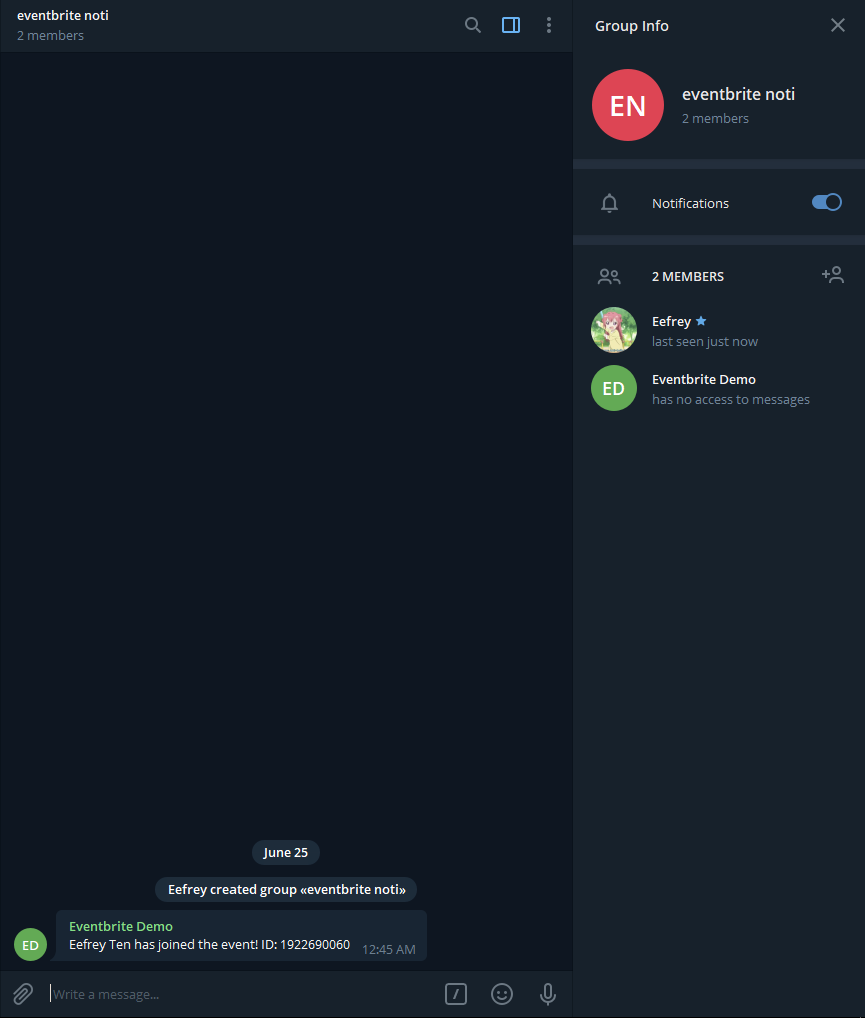 eventbrite noti
2 members
Group Info
EN
eventbrite noti
2 members
Notifications
2 MEMBERS
Eefrey
last seen just now
ED
Eventbrite Demo
has no access to messages
June 25
Eefrey created group «eventbrite noti»
ED
Eventbrite Demo
Eefrey Ten has joined the event! ID: 1922690060 12:45 AM
Write a message...